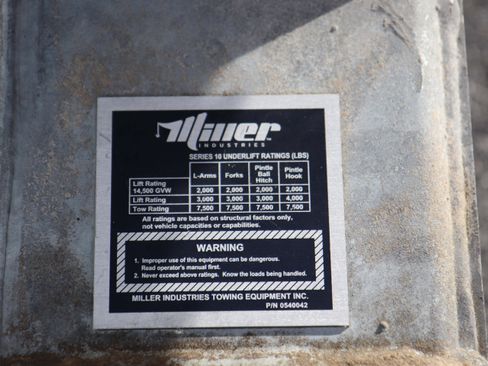 Miller
INDUSTRIES
SERIES 10 UNDERLIFT RATINGS (LBS)
L-Arms Forks Pintle Ball Hitch Pintle Hook
Lift Rating 14,500 GVW 2,000 2,000 2,000 2,000
Lift Rating 3,000 3,000 3,000 4,000
Tow Rating 7,500 7,500 7,500 7,500
All ratings are based on structural factors only,
not vehicle capacities or capabilities.
WARNING
1. Improper use of this equipment can be dangerous.
Read operator's manual first.
2. Never exceed above ratings. Know the loads being handled.
MILLER INDUSTRIES TOWING EQUIPMENT INC.
P/N 0540042